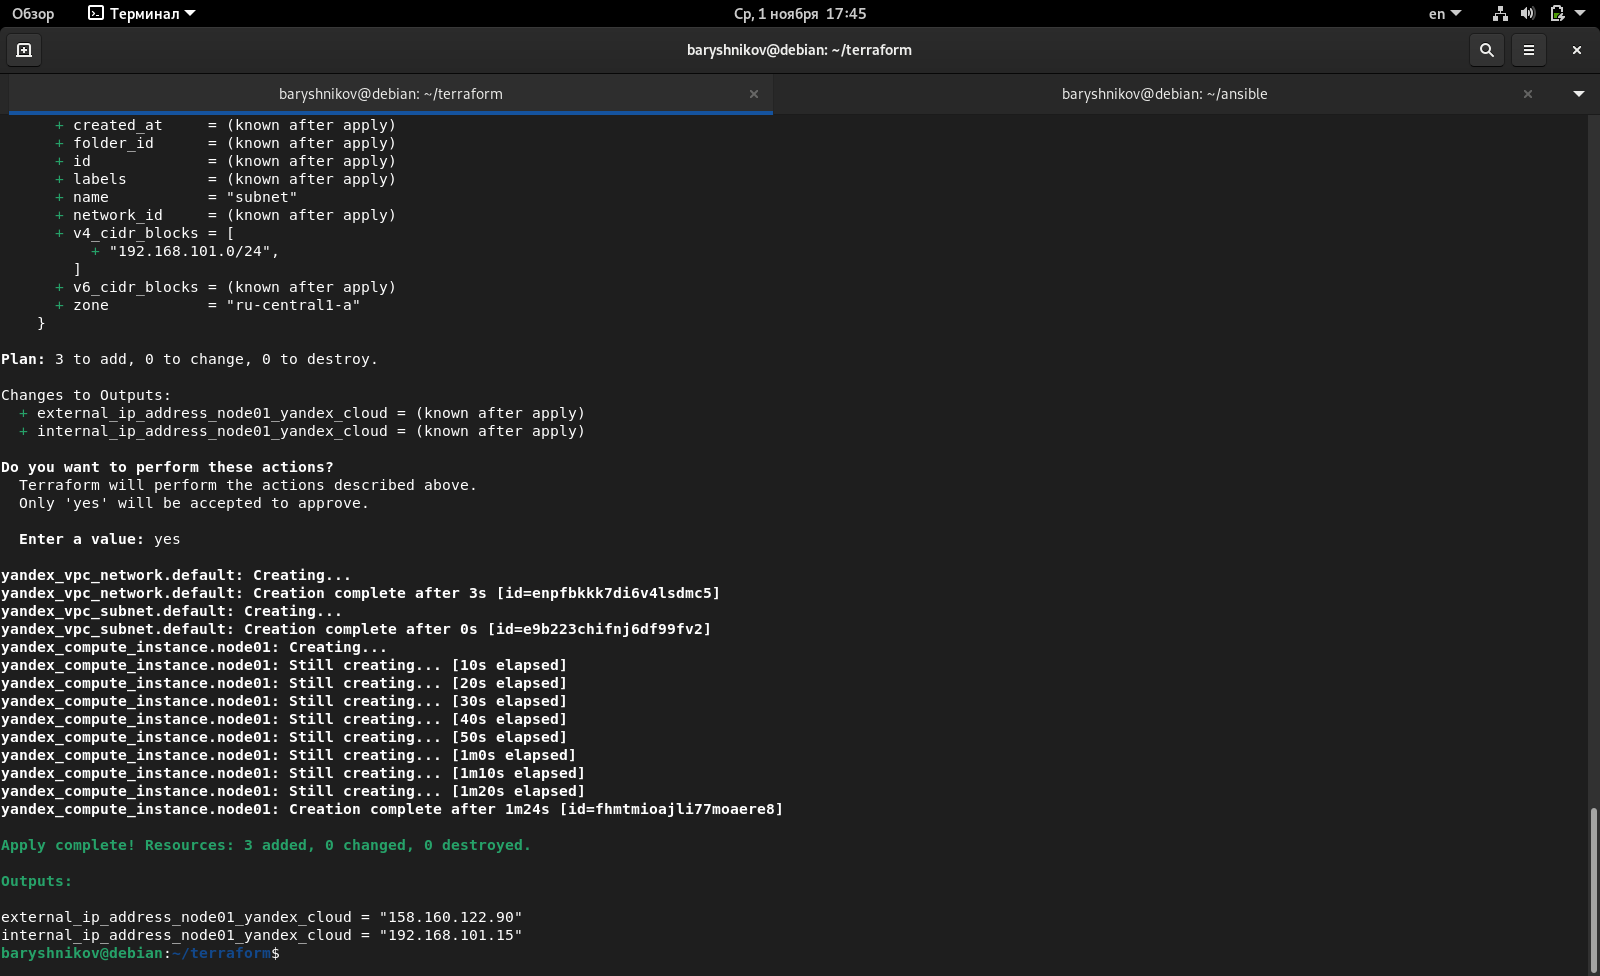 Обзор Терминал Ср, 1 ноября 17:45 en
baryshnikov@debian: ~/terraform
baryshnikov@debian: ~/terraform baryshnikov@debian: ~/ansible
      + created_at     = (known after apply)
      + folder_id      = (known after apply)
      + id             = (known after apply)
      + labels         = (known after apply)
      + name           = "subnet"
      + network_id     = (known after apply)
      + v4_cidr_blocks = [
          + "192.168.101.0/24",
        ]
      + v6_cidr_blocks = (known after apply)
      + zone           = "ru-central1-a"
    }
Plan: 3 to add, 0 to change, 0 to destroy.
Changes to Outputs:
  + external_ip_address_node01_yandex_cloud = (known after apply)
  + internal_ip_address_node01_yandex_cloud = (known after apply)
Do you want to perform these actions?
  Terraform will perform the actions described above.
  Only 'yes' will be accepted to approve.
  Enter a value: yes
yandex_vpc_network.default: Creating...
yandex_vpc_network.default: Creation complete after 3s [id=enpfbkkk7di6v4lsdmc5]
yandex_vpc_subnet.default: Creating...
yandex_vpc_subnet.default: Creation complete after 0s [id=e9b223chifnj6df99fv2]
yandex_compute_instance.node01: Creating...
yandex_compute_instance.node01: Still creating... [10s elapsed]
yandex_compute_instance.node01: Still creating... [20s elapsed]
yandex_compute_instance.node01: Still creating... [30s elapsed]
yandex_compute_instance.node01: Still creating... [40s elapsed]
yandex_compute_instance.node01: Still creating... [50s elapsed]
yandex_compute_instance.node01: Still creating... [1m0s elapsed]
yandex_compute_instance.node01: Still creating... [1m10s elapsed]
yandex_compute_instance.node01: Still creating... [1m20s elapsed]
yandex_compute_instance.node01: Creation complete after 1m24s [id=fhmtmioajli77moaere8]
Apply complete! Resources: 3 added, 0 changed, 0 destroyed.
Outputs:
external_ip_address_node01_yandex_cloud = "158.160.122.90"
internal_ip_address_node01_yandex_cloud = "192.168.101.15"
baryshnikov@debian:~/terraform$